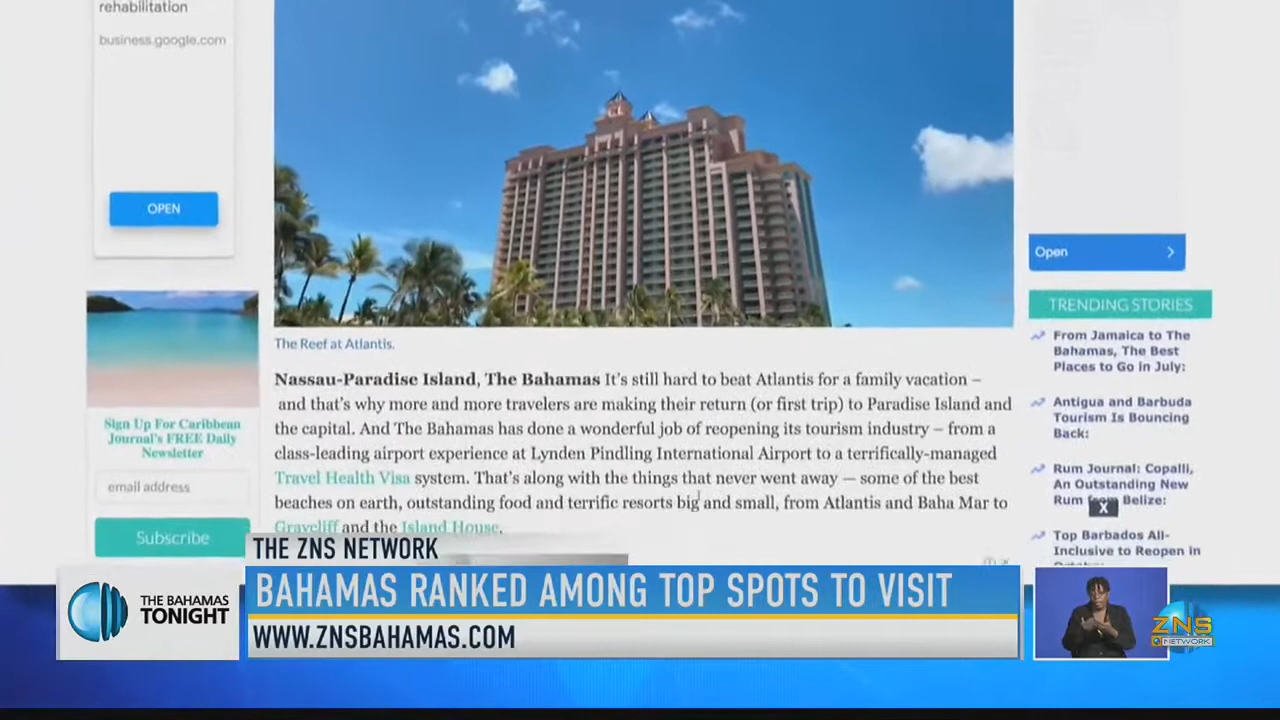 rehabilitation
business.google.com
OPEN
Sign Up For Caribbean
Journal's FREE Daily
Newsletter
email address
Subscribe
The Reef at Atlantis.
Nassau-Paradise Island, The Bahamas It's still hard to beat Atlantis for a family vacation –
and that's why more and more travelers are making their return (or first trip) to Paradise Island and
the capital. And The Bahamas has done a wonderful job of reopening its tourism industry – from a
class-leading airport experience at Lynden Pindling International Airport to a terrifically-managed
Travel Health Visa system. That's along with the things that never went away — some of the best
beaches on earth, outstanding food and terrific resorts big and small, from Atlantis and Baha Mar to
Graycliff and the Island House.
Open
TRENDING STORIES
From Jamaica to The
Bahamas, The Best
Places to Go in July:
Antigua and Barbuda
Tourism Is Bouncing
Back:
Rum Journal: Copalli,
An Outstanding New
Rum from Belize:
X
Top Barbados All-
Inclusive to Reopen in
THE ZNS NETWORK
BAHAMAS RANKED AMONG TOP SPOTS TO VISIT
WWW.ZNSBAHAMAS.COM
THE BAHAMAS
TONIGHT
ZNS
NETWORK